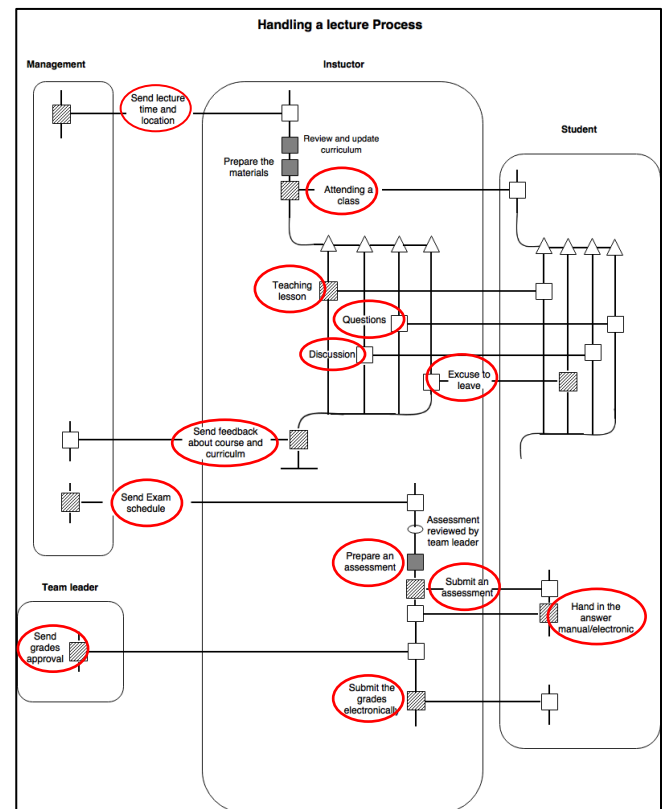 Handling a lecture Process
Management
Instuctor
Send lecture
time and
location
Student
Review and update
curriculum
Prepare the
materials
Attending a
class
Teaching
lesson
Questions
Discussion
Excuse to
leave
Send feedback
about course and
curriculm
Send Exam
schedule
Assessment
reviewed by
team leader
Prepare an
assessment
Submit an
assessment
Team leader
Hand in the
answer
manual/electronic
Send
grades
approval
Submit the
grades
electronically